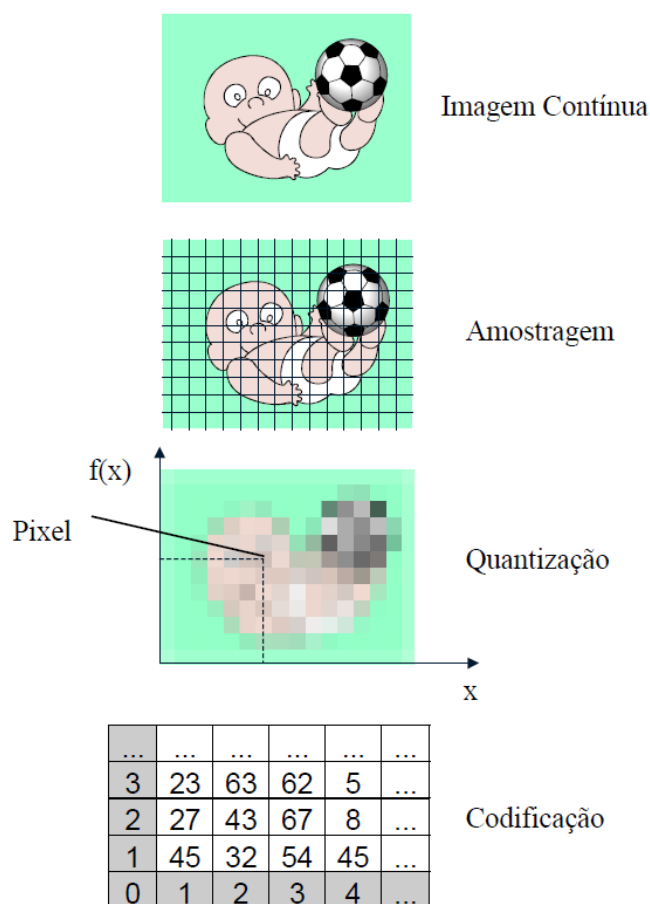 Imagem Contínua
Amostragem
f(x)
Pixel
Quantização
x
... ... ... ... ... ...
3 23 63 62 5 ...
2 27 43 67 8 ...
Codificação
1 45 32 54 45 ...
0 1 2 3 4 ...